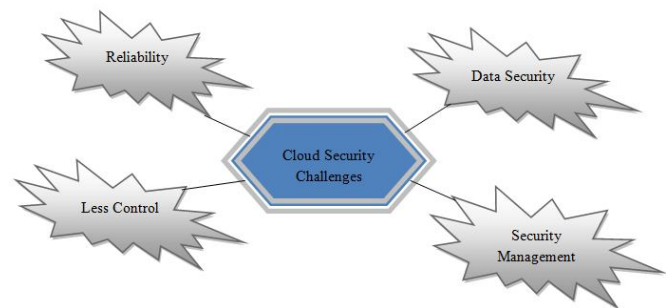 Reliability
Data Security
Cloud Security
Challenges
Less Control
Security
Management